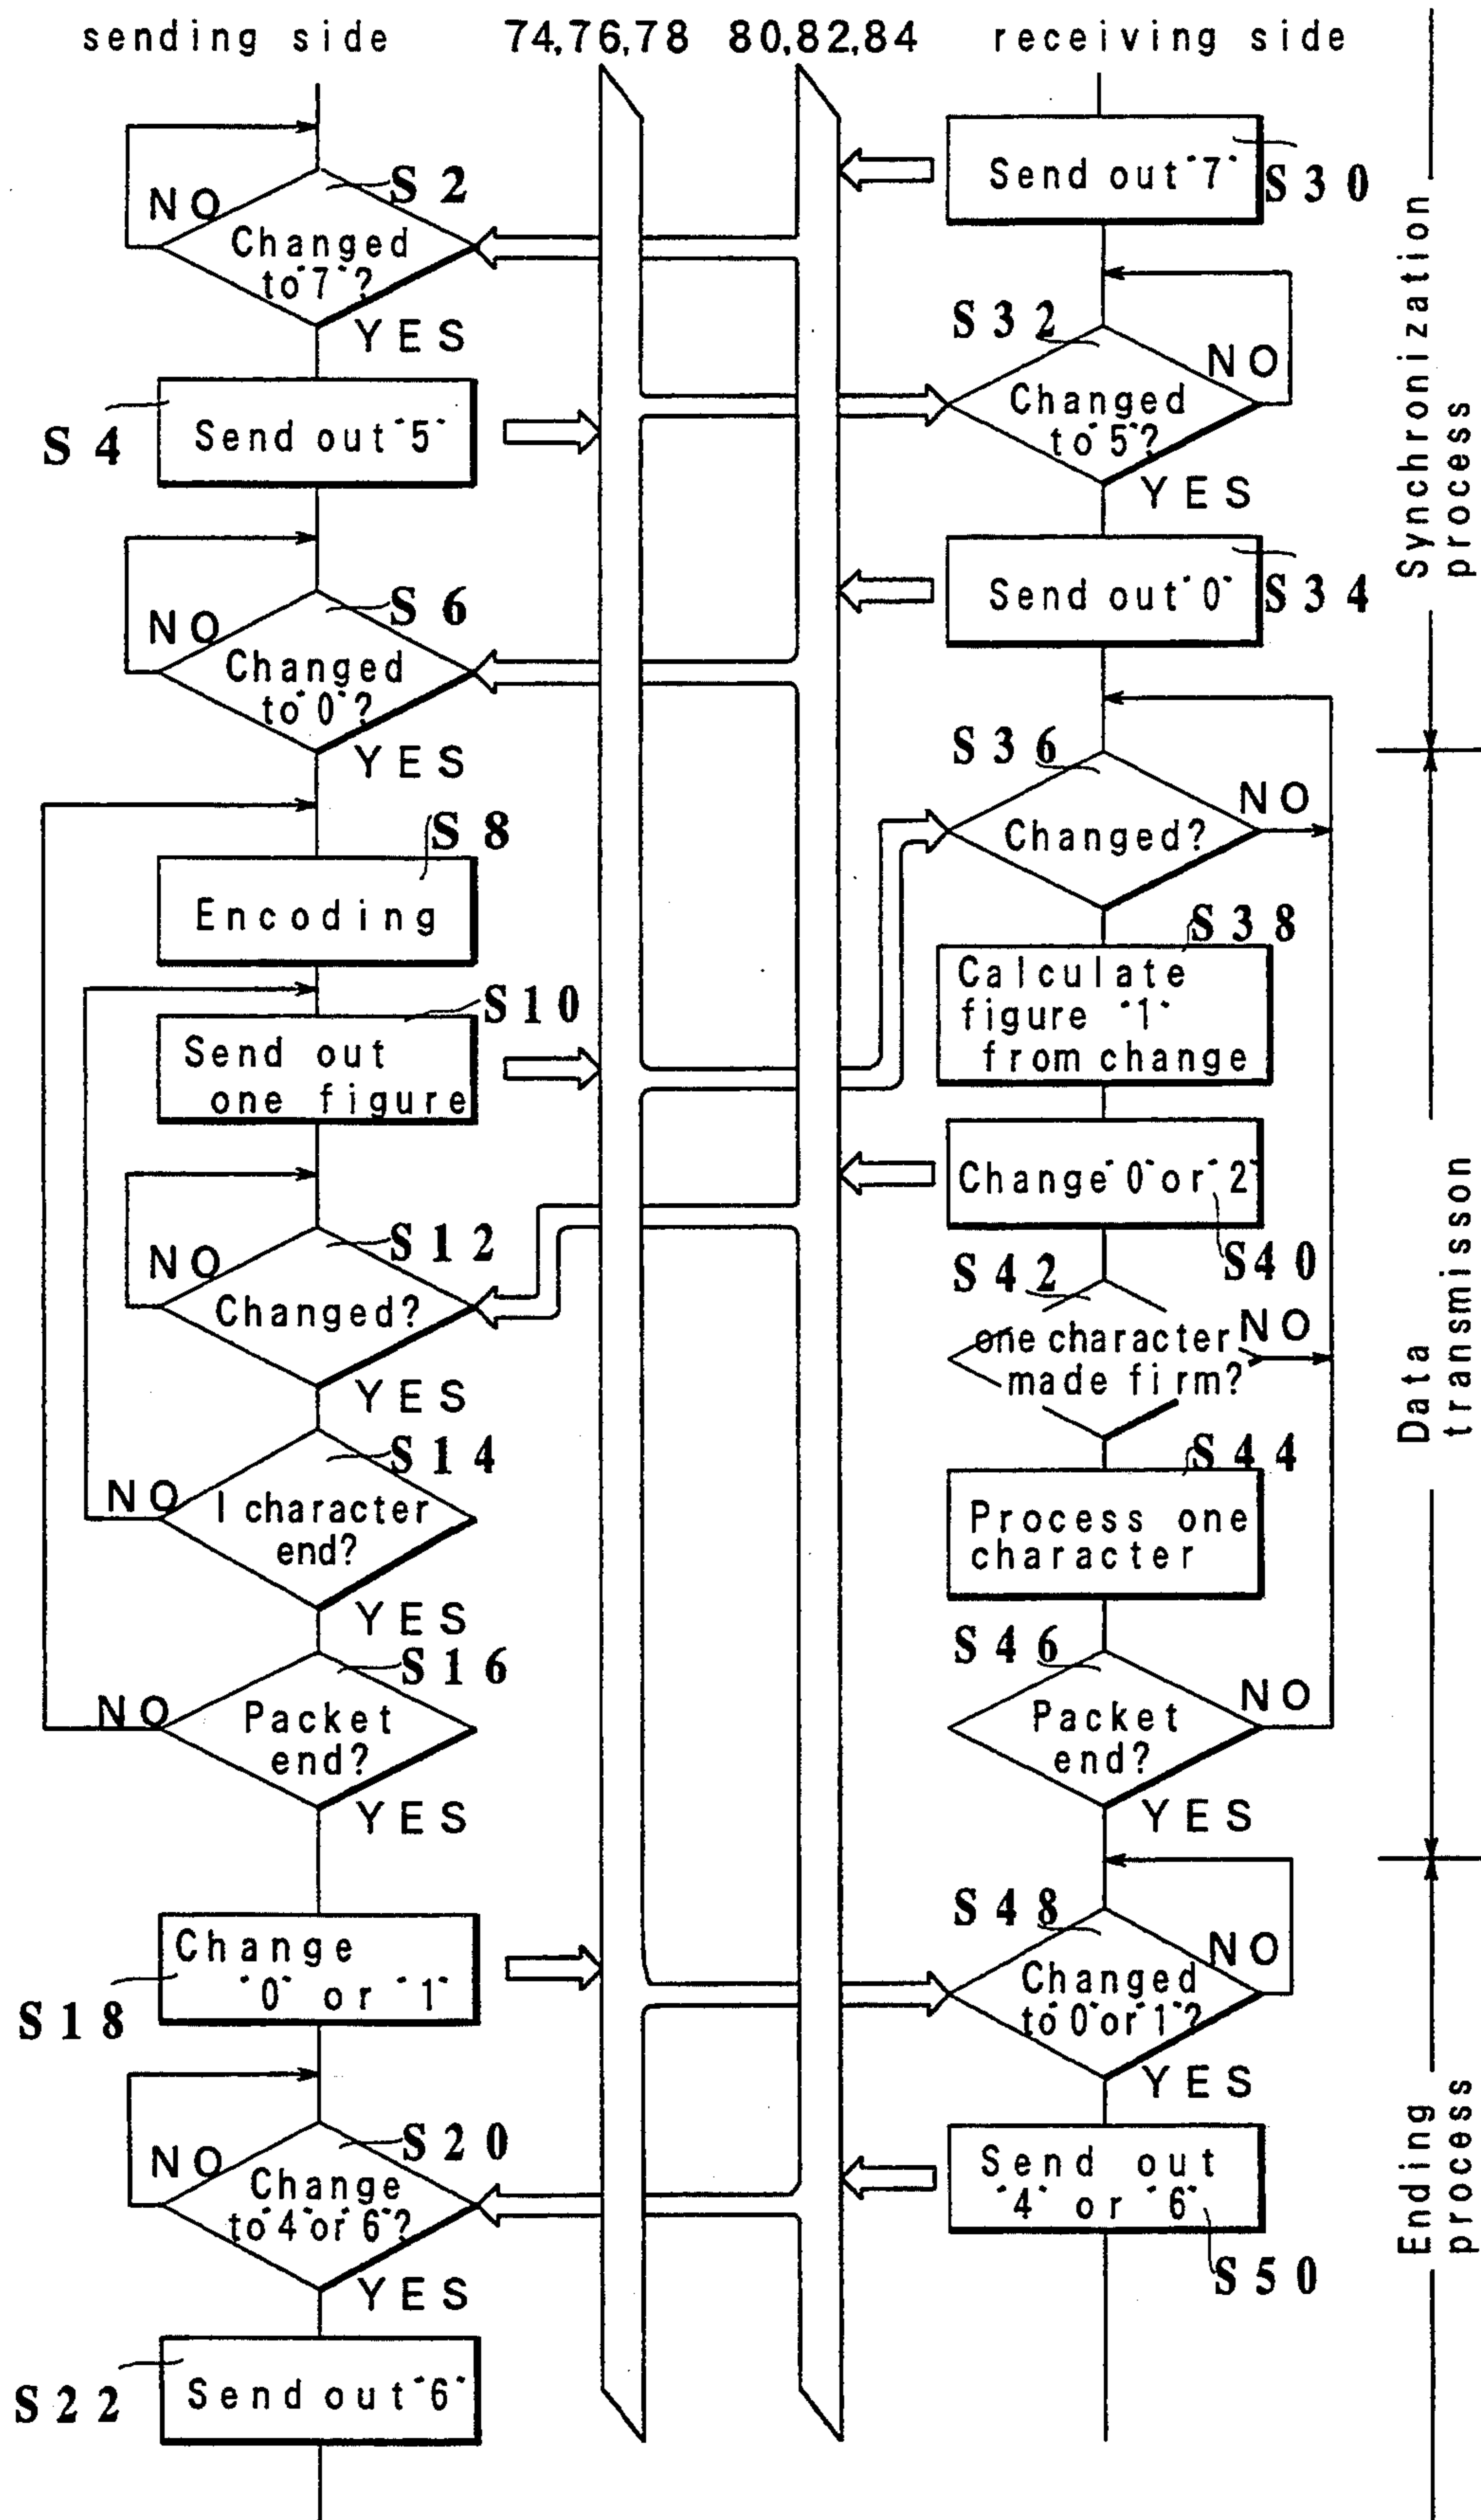 sending side
74,76,78
80,82,84
receiving side
S2
NO
Changed
to "7"?
YES
S4
Send out "5"
S6
NO
Changed
to "0"?
YES
S8
Encoding
S10
Send out
one figure
S12
NO
Changed?
YES
S14
NO
1 character
end?
YES
S16
NO
Packet
end?
YES
S18
Change
"0" or "1"
S20
NO
Change
to "4" or "6"?
YES
S22
Send out "6"
Send out "7"
S30
S32
NO
Changed
to "5"?
YES
Send out "0"
S34
S36
NO
Changed?
S38
Calculate
figure "1"
from change
Change "0" or "2"
S40
S42
one character
made firm?
NO
S44
Process one
character
S46
NO
Packet
end?
YES
S48
NO
Changed
to "0" or "1"?
YES
Send out
"4" or "6"
S50
Synchronization
process
Data
transmisson
Ending
process